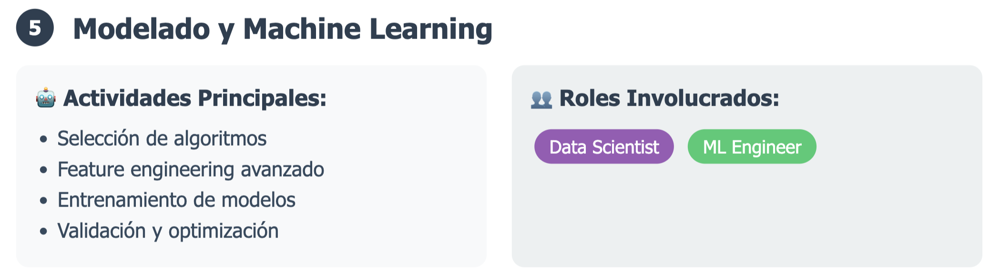 5 Modelado y Machine Learning
Actividades Principales:
• Selección de algoritmos
• Feature engineering avanzado
• Entrenamiento de modelos
• Validación y optimización
Roles Involucrados:
Data Scientist ML Engineer